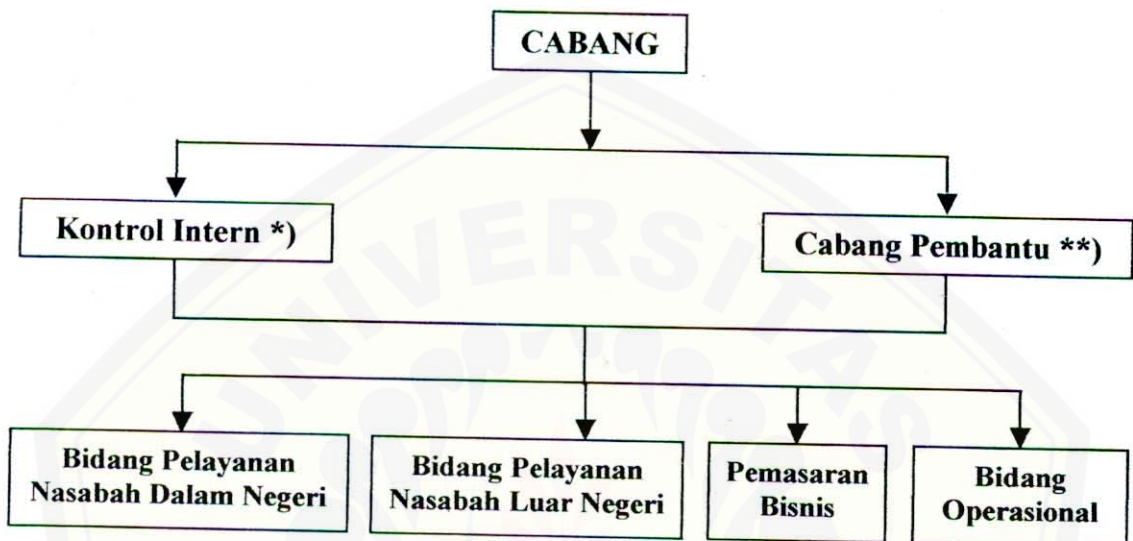 CABANG
Kontrol Intern *)
Cabang Pembantu **)
Bidang Pelayanan
Nasabah Dalam Negeri
Bidang Pelayanan
Nasabah Luar Negeri
Pemasaran
Bisnis
Bidang
Operasional
UNIVERSITAS